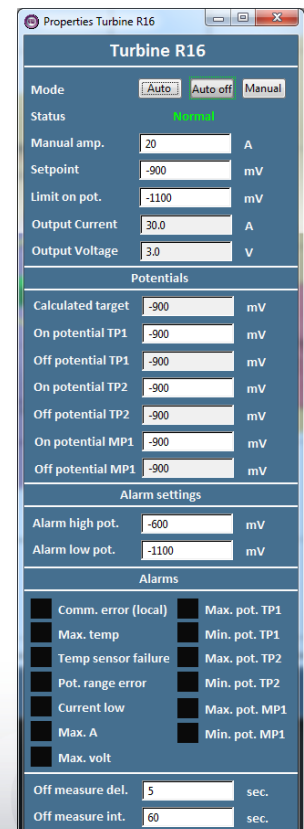 Properties Turbine R16
Turbine R16
Mode Auto Auto off Manual
Status Normal
Manual amp. 20 A
Setpoint -900 mV
Limit on pot. -1100 mV
Output Current 30.0 A
Output Voltage 3.0 V
Potentials
Calculated target -900 mV
On potential TP1 -900 mV
Off potential TP1 -900 mV
On potential TP2 -900 mV
Off potential TP2 -900 mV
On potential MP1 -900 mV
Off potential MP1 -900 mV
Alarm settings
Alarm high pot. -600 mV
Alarm low pot. -1100 mV
Alarms
Comm. error (local) Max. pot. TP1
Max. temp Min. pot. TP1
Temp sensor failure Max. pot. TP2
Pot. range error Min. pot. TP2
Current low Max. pot. MP1
Max. A Min. pot. MP1
Max. volt
Off measure del. 5 sec.
Off measure int. 60 sec.